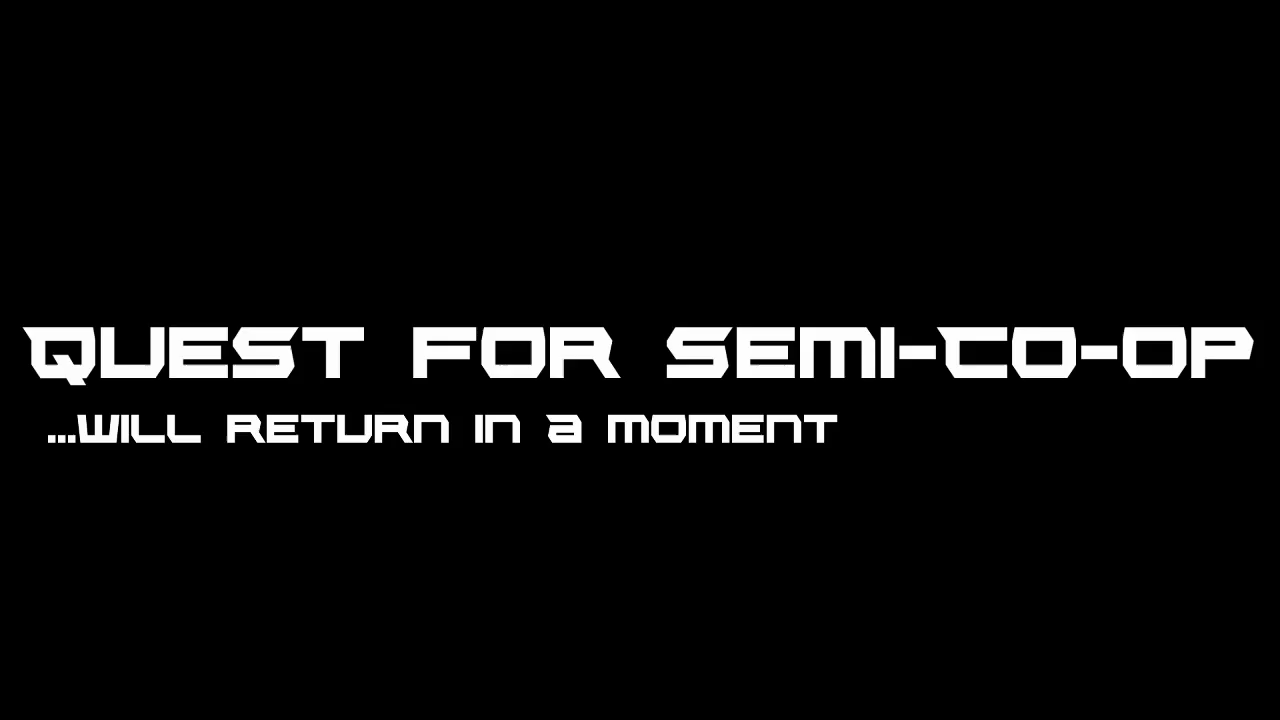 QUEST FOR SEMI-CO-OP
...WILL RETURN IN a MOMENT